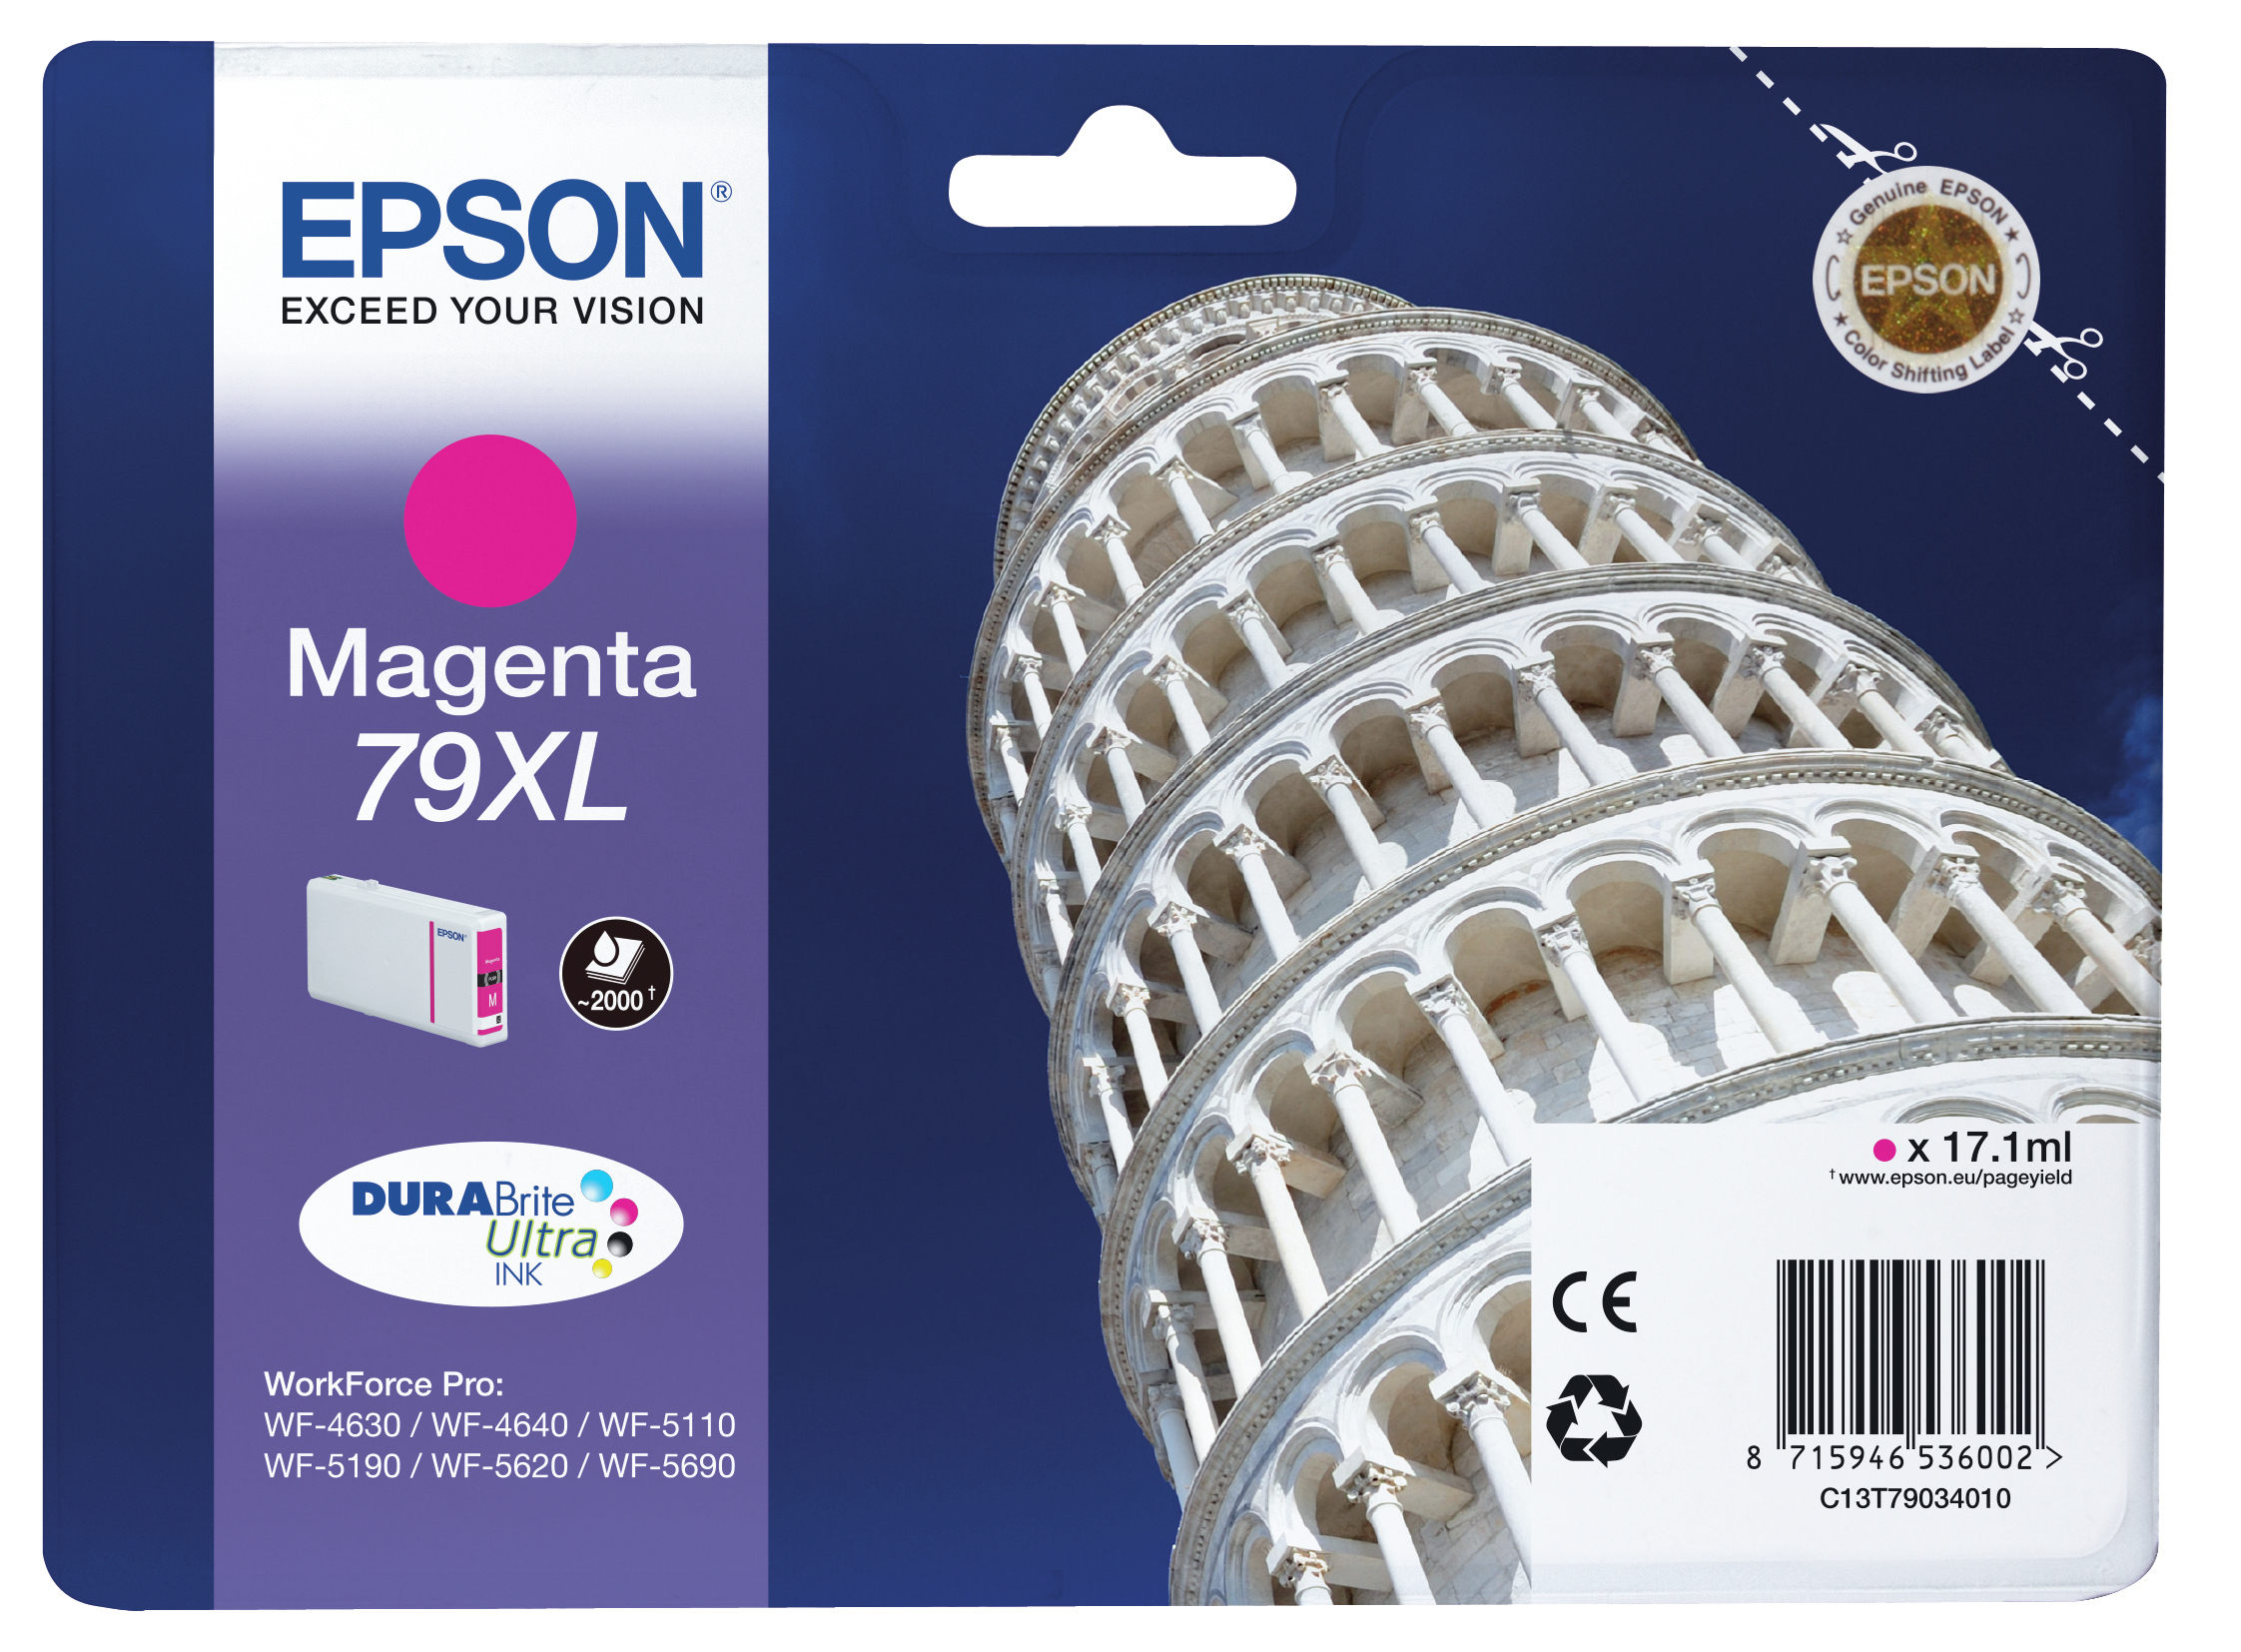 EPSON®
EXCEED YOUR VISION
Genuine EPSON
EPSON
Color Shifting Label
Magenta
79XL
EPSON
Magenta
M
~2000†
DURABrite
Ultra
INK
WorkForce Pro:
WF-4630 / WF-4640 / WF-5110
WF-5190 / WF-5620 / WF-5690
x 17.1ml
† www.epson.eu/pageyield
CE
8 715946 536002 >
C13T79034010